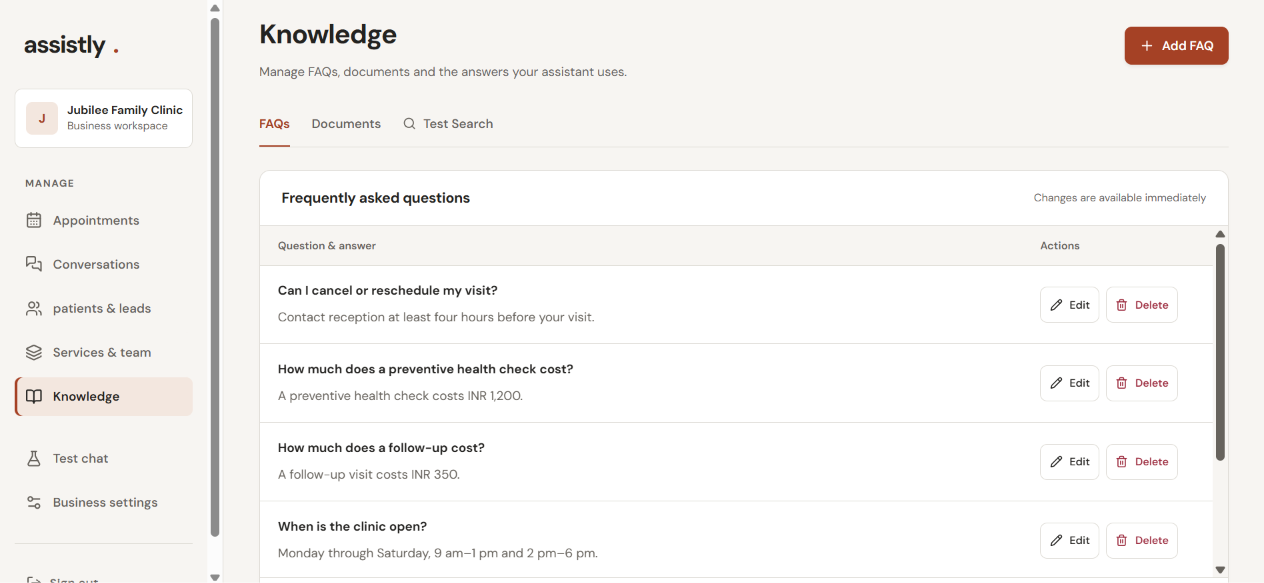 assistly .
J
Jubilee Family Clinic
Business workspace
MANAGE
Appointments
Conversations
patients & leads
Services & team
Knowledge
Test chat
Business settings
Sign out
Knowledge
Manage FAQs, documents and the answers your assistant uses.
+ Add FAQ
FAQs Documents Test Search
Frequently asked questions
Changes are available immediately
Question & answer Actions
Can I cancel or reschedule my visit?
Contact reception at least four hours before your visit.
Edit Delete
How much does a preventive health check cost?
A preventive health check costs INR 1,200.
Edit Delete
How much does a follow-up cost?
A follow-up visit costs INR 350.
Edit Delete
When is the clinic open?
Monday through Saturday, 9 am–1 pm and 2 pm–6 pm.
Edit Delete